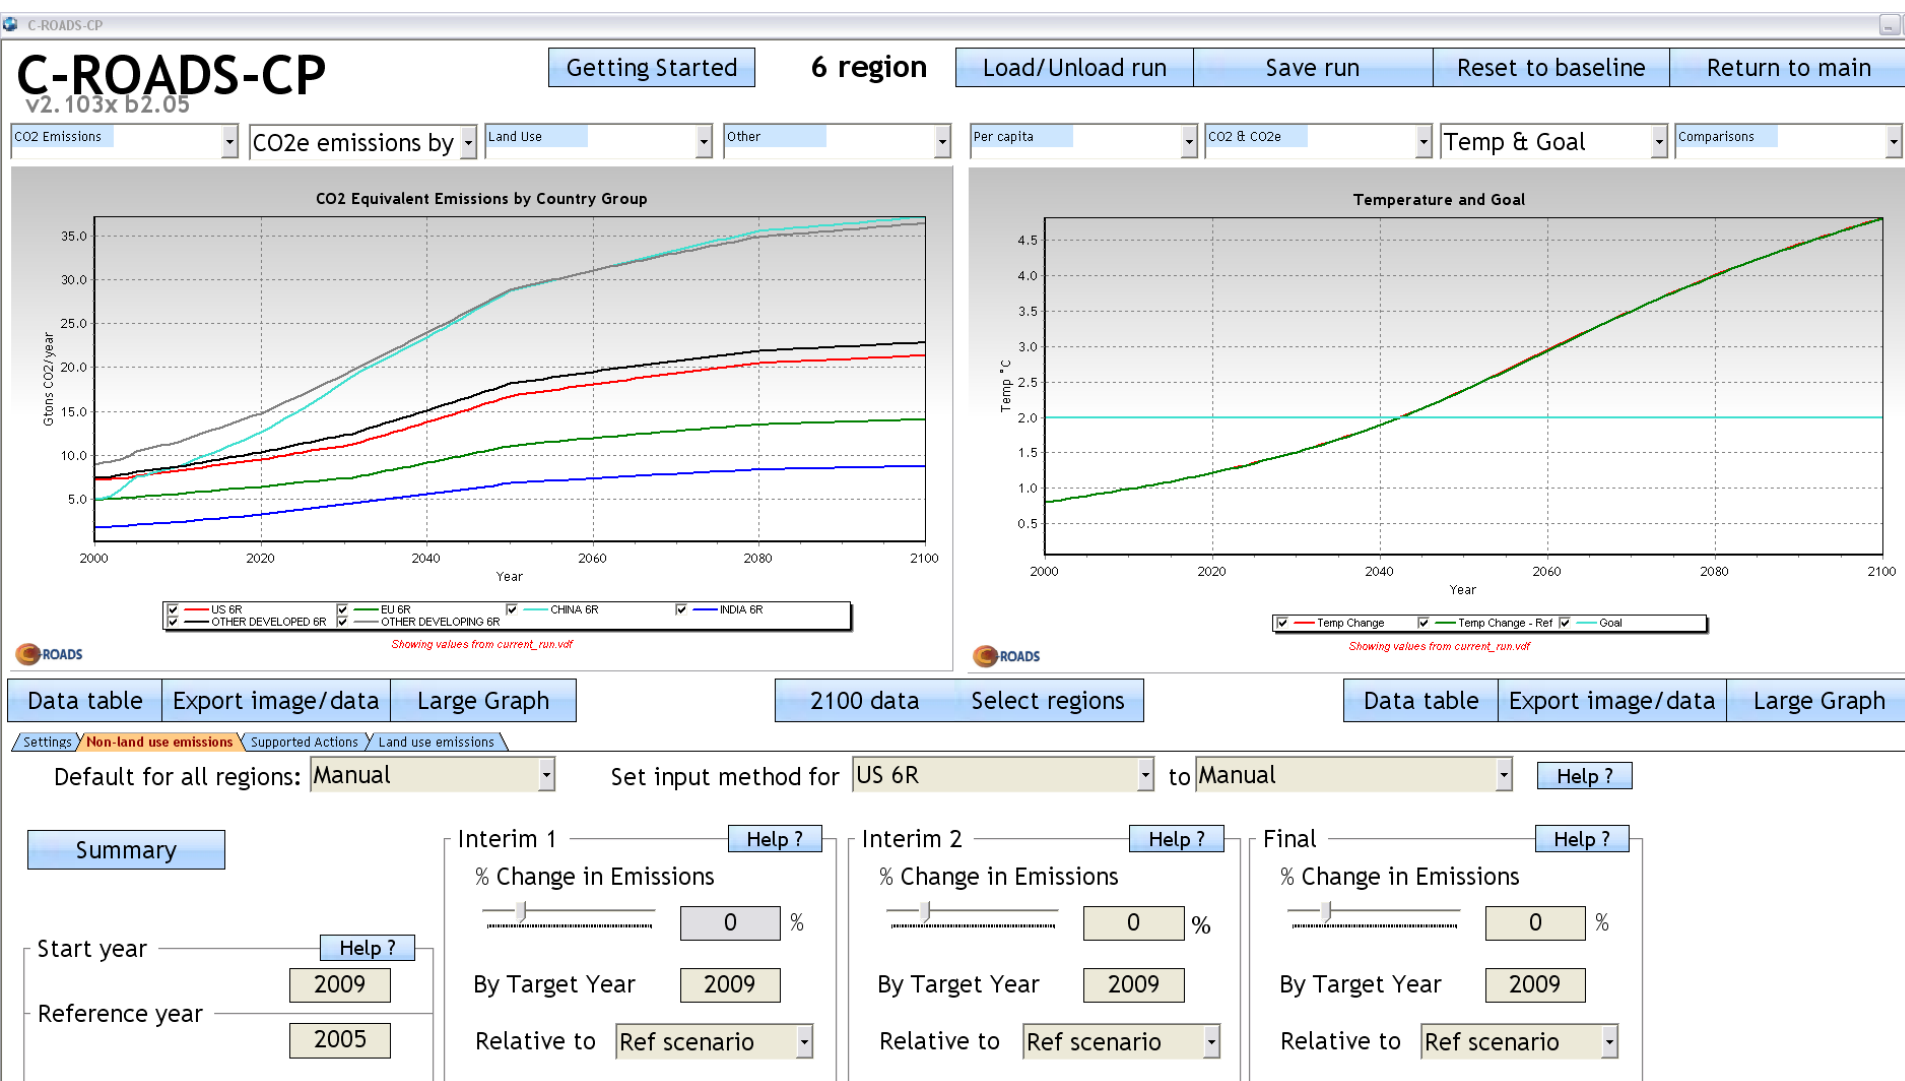 C-ROADS-CP
C-ROADS-CP
v2.103x b2.05
Getting Started
6 region
Load/Unload run
Save run
Reset to baseline
Return to main
CO2 Emissions
CO2e emissions by
Land Use
Other
Per capita
CO2 & CO2e
Temp & Goal
Comparisons
CO2 Equivalent Emissions by Country Group
35.0
30.0
25.0
20.0
15.0
10.0
5.0
Gtons CO2/year
2000 2020 2040 2060 2080 2100
Year
US 6R EU 6R CHINA 6R INDIA 6R
OTHER DEVELOPED 6R OTHER DEVELOPING 6R
Showing values from current_run.vdf
C-ROADS
Temperature and Goal
4.5
4.0
3.5
3.0
2.5
2.0
1.5
1.0
0.5
Temp °C
2000 2020 2040 2060 2080 2100
Year
Temp Change Temp Change - Ref Goal
Showing values from current_run.vdf
C-ROADS
Data table Export image/data Large Graph
2100 data Select regions
Data table Export image/data Large Graph
Settings Non-land use emissions Supported Actions Land use emissions
Default for all regions: Manual
Set input method for US 6R to Manual Help ?
Summary
Start year Help ?
2009
Reference year
2005
Interim 1 Help ?
% Change in Emissions
0 %
By Target Year 2009
Relative to Ref scenario
Interim 2 Help ?
% Change in Emissions
0 %
By Target Year 2009
Relative to Ref scenario
Final Help ?
% Change in Emissions
0 %
By Target Year 2009
Relative to Ref scenario